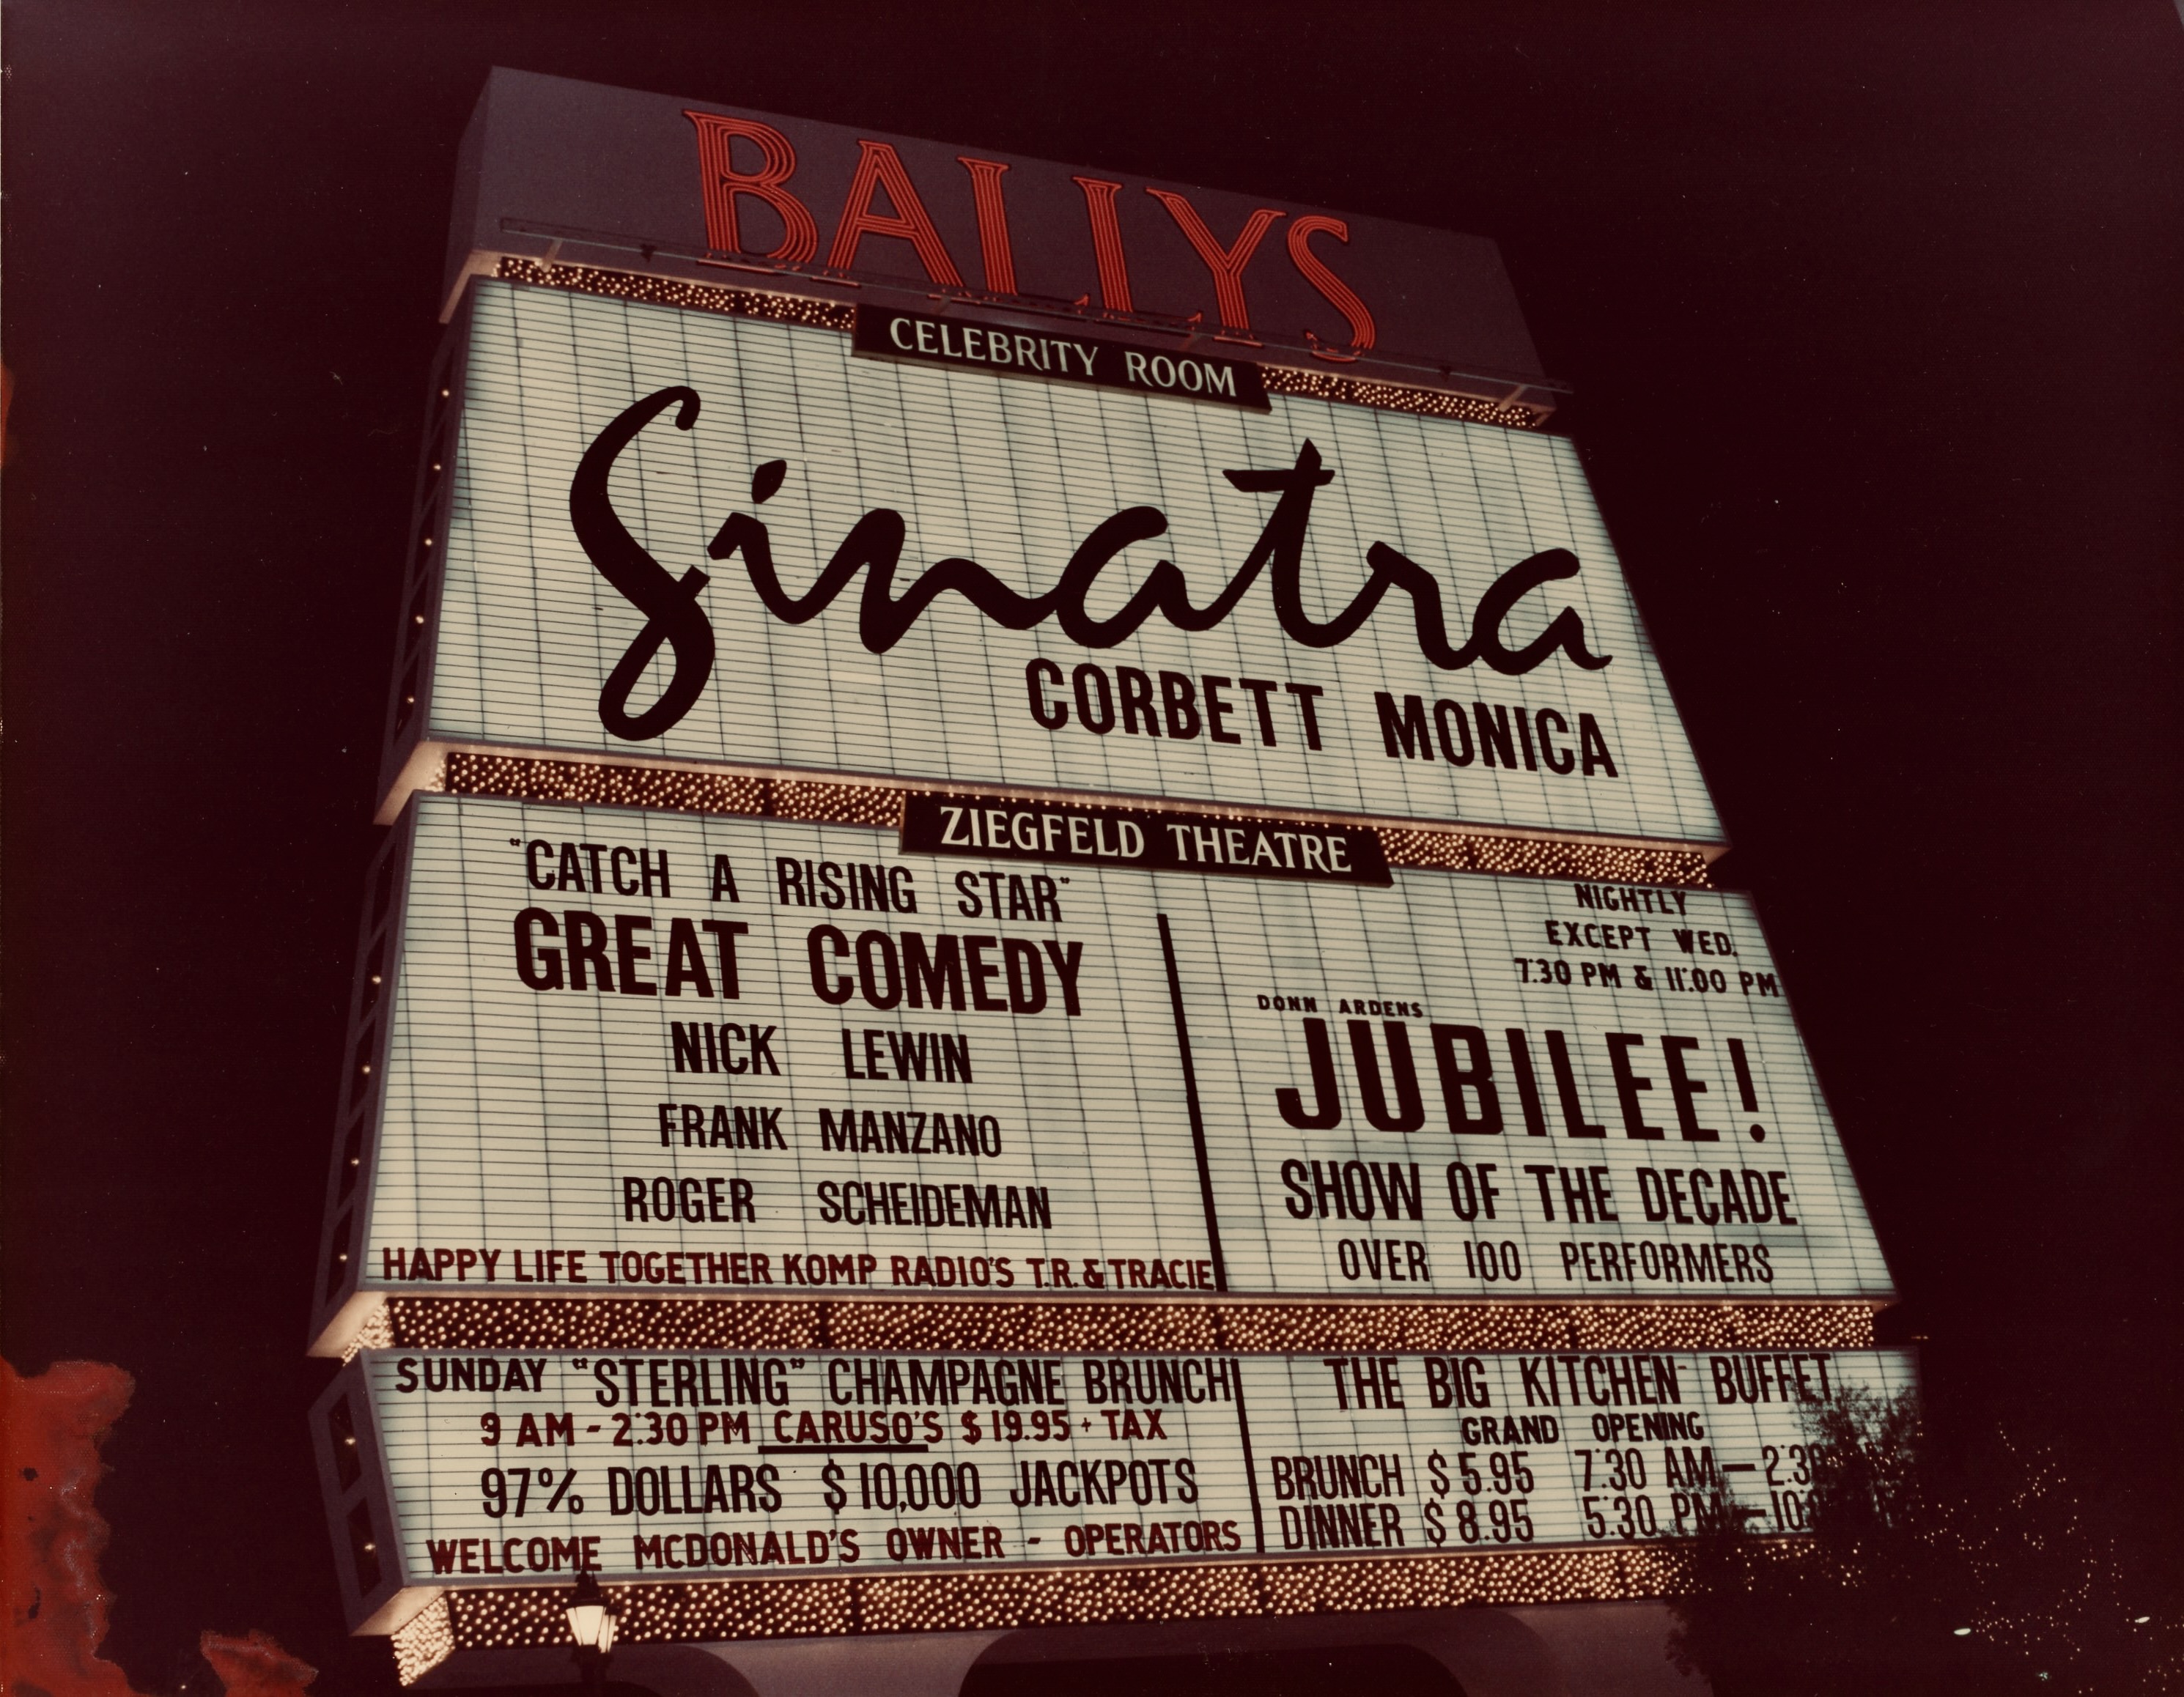 BALLYS
CELEBRITY ROOM
Sinatra
CORBETT MONICA
ZIEGFELD THEATRE
"CATCH A RISING STAR"
GREAT COMEDY
NICK LEWIN
FRANK MANZANO
ROGER SCHEIDEMAN
HAPPY LIFE TOGETHER KOMP RADIO'S T.R. & TRACIE
NIGHTLY
EXCEPT WED.
7:30 PM & 11:00 PM
DONN ARDENS
JUBILEE!
SHOW OF THE DECADE
OVER 100 PERFORMERS
SUNDAY "STERLING" CHAMPAGNE BRUNCH
9 AM - 2:30 PM CARUSO'S $19.95 + TAX
97% DOLLARS $10,000 JACKPOTS
WELCOME MCDONALD'S OWNER - OPERATORS
THE BIG KITCHEN BUFFET
GRAND OPENING
BRUNCH $5.95 7:30 AM — 2:30
DINNER $8.95 5:30 PM — 10: